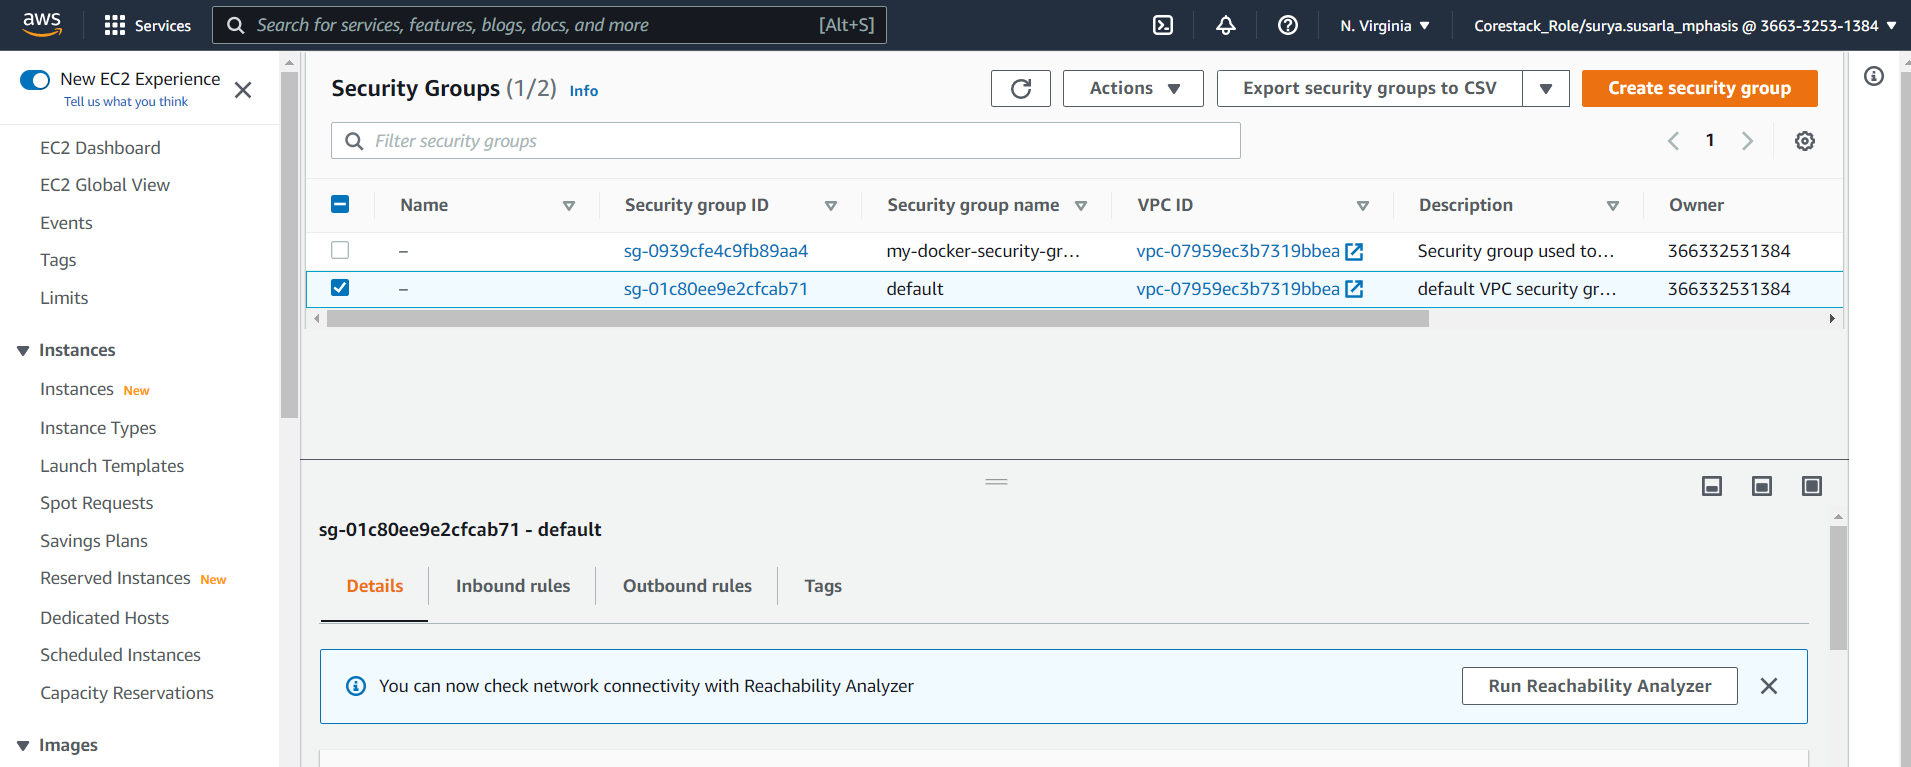 aws
Services
Search for services, features, blogs, docs, and more
[Alt+S]
N. Virginia
Corestack_Role/surya.susarla_mphasis @ 3663-3253-1384
New EC2 Experience
Tell us what you think
EC2 Dashboard
EC2 Global View
Events
Tags
Limits
Instances
Instances New
Instance Types
Launch Templates
Spot Requests
Savings Plans
Reserved Instances New
Dedicated Hosts
Scheduled Instances
Capacity Reservations
Images
Security Groups (1/2) Info
Actions
Export security groups to CSV
Create security group
Filter security groups
1
Name Security group ID Security group name VPC ID Description Owner
– sg-0939cfe4c9fb89aa4 my-docker-security-gr... vpc-07959ec3b7319bbea Security group used to... 366332531384
– sg-01c80ee9e2cfcab71 default vpc-07959ec3b7319bbea default VPC security gr... 366332531384
sg-01c80ee9e2cfcab71 - default
Details Inbound rules Outbound rules Tags
You can now check network connectivity with Reachability Analyzer
Run Reachability Analyzer